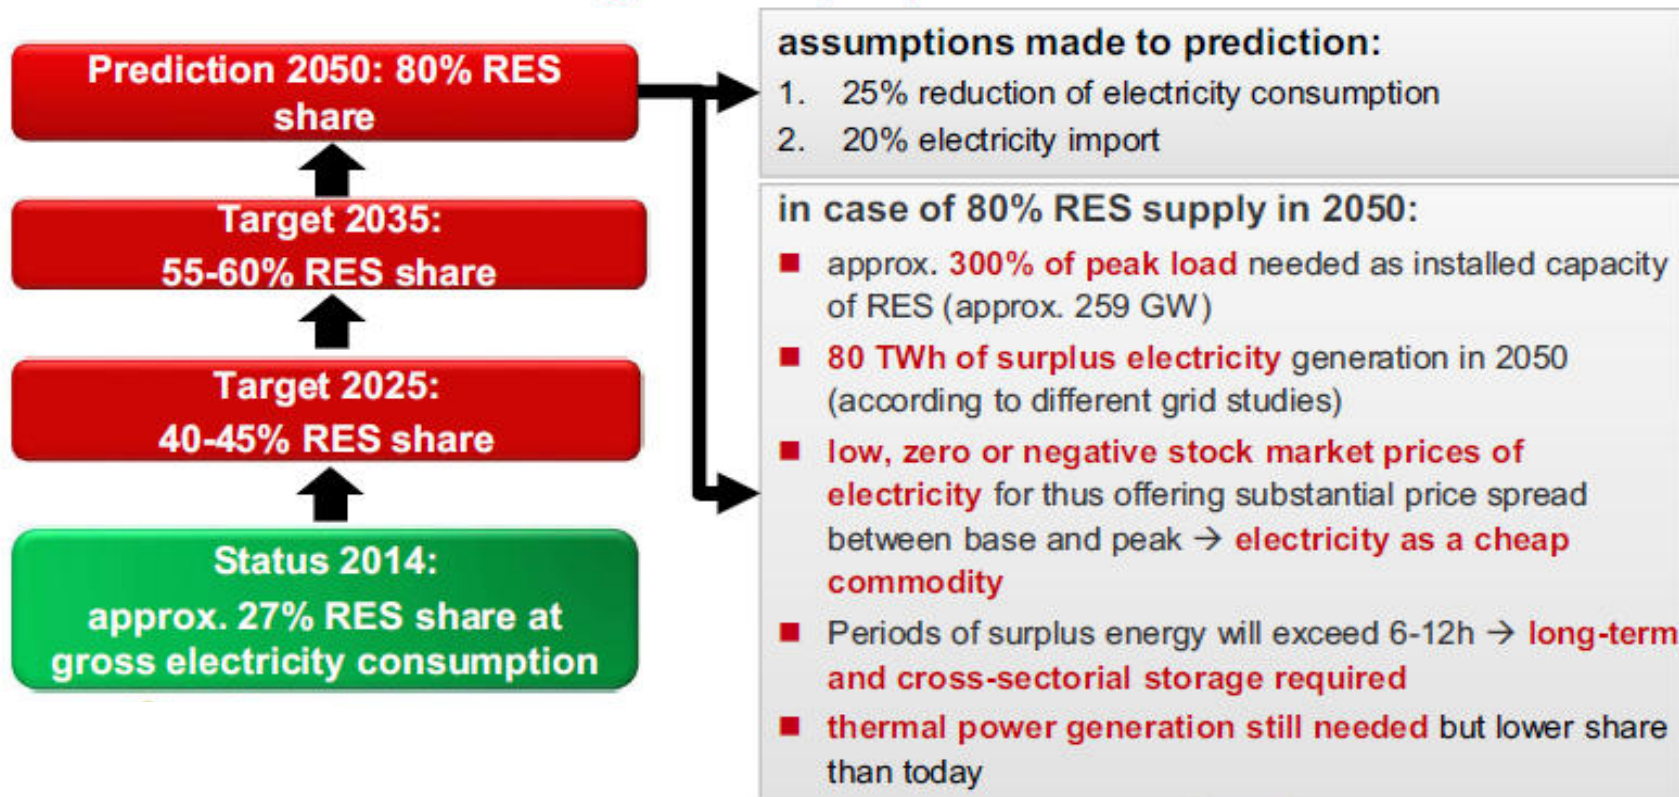 Prediction 2050: 80% RES
share
Target 2035:
55-60% RES share
Target 2025:
40-45% RES share
Status 2014:
approx. 27% RES share at
gross electricity consumption
assumptions made to prediction:
1. 25% reduction of electricity consumption
2. 20% electricity import
in case of 80% RES supply in 2050:
■ approx. 300% of peak load needed as installed capacity
of RES (approx. 259 GW)
■ 80 TWh of surplus electricity generation in 2050
(according to different grid studies)
■ low, zero or negative stock market prices of
electricity for thus offering substantial price spread
between base and peak → electricity as a cheap
commodity
■ Periods of surplus energy will exceed 6-12h → long-term
and cross-sectorial storage required
■ thermal power generation still needed but lower share
than today